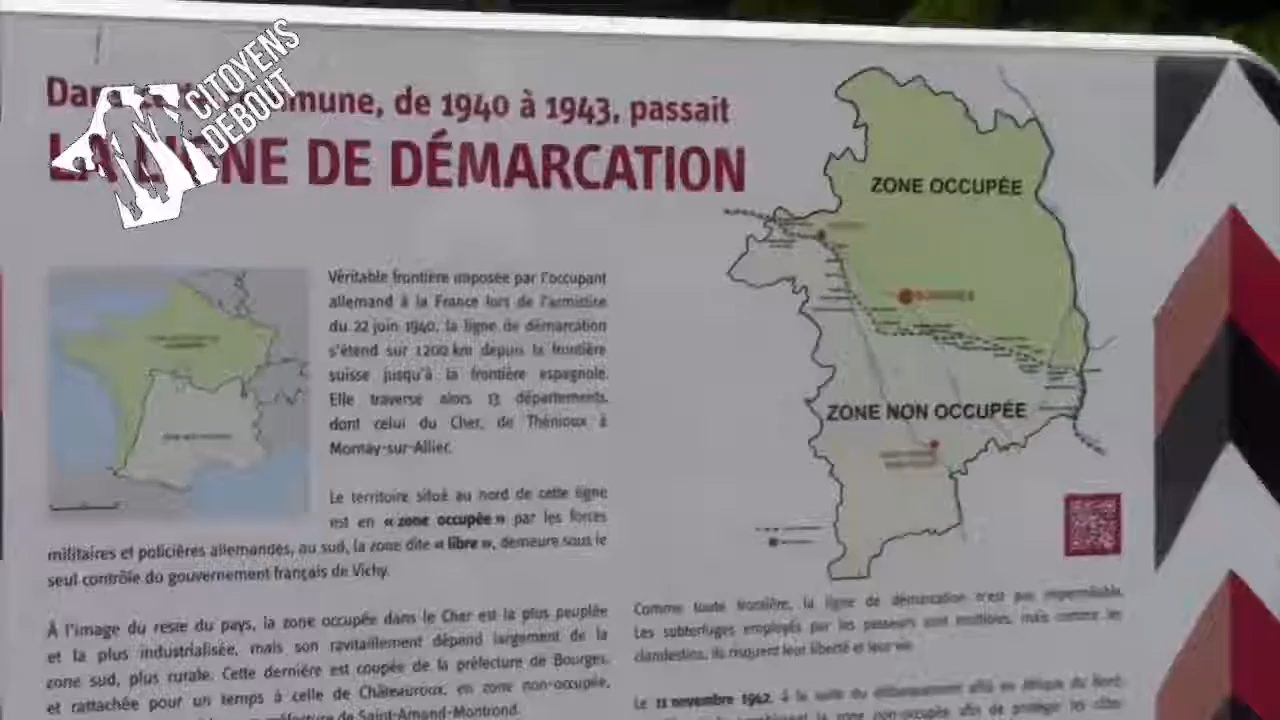 CITOYENS
DEBOUT
mmune, de 1940 à 1943, passait
LA LIGNE DE DÉMARCATION
ZONE OCCUPÉE
ZONE NON OCCUPÉE
Véritable frontière imposée par l'occupant
allemand à la France lors de l'armistice
du 22 juin 1940, la ligne de démarcation
s'étend sur 1200 km depuis la frontière
suisse jusqu'à la frontière espagnole.
Elle traverse alors 13 départements,
dont celui du Cher, de Thénioux à
Mornay-sur-Allier.
Le territoire situé au nord de cette ligne
est en « zone occupée » par les forces
militaires et policières allemandes, au sud, la zone dite « libre », demeure sous le
seul contrôle du gouvernement français de Vichy.
À l'image du reste du pays, la zone occupée dans le Cher est la plus peuplée
et la plus industrialisée, mais son ravitaillement dépend largement de la
zone sud, plus rurale. Cette dernière est coupée de la préfecture de Bourges,
et rattachée pour un temps à celle de Châteauroux, en zone non-occupée,
préfecture de Saint-Amand-Montrond.
Comme toute frontière, la ligne de démarcation n'est pas imperméable.
Les subterfuges employés par les passeurs sont multiples, mais comme les
clandestins, ils risquent leur liberté et leur vie.
Le 11 novembre 1942, à la suite du débarquement allié en Afrique du Nord,
la zone non-occupée afin de protéger les côtes